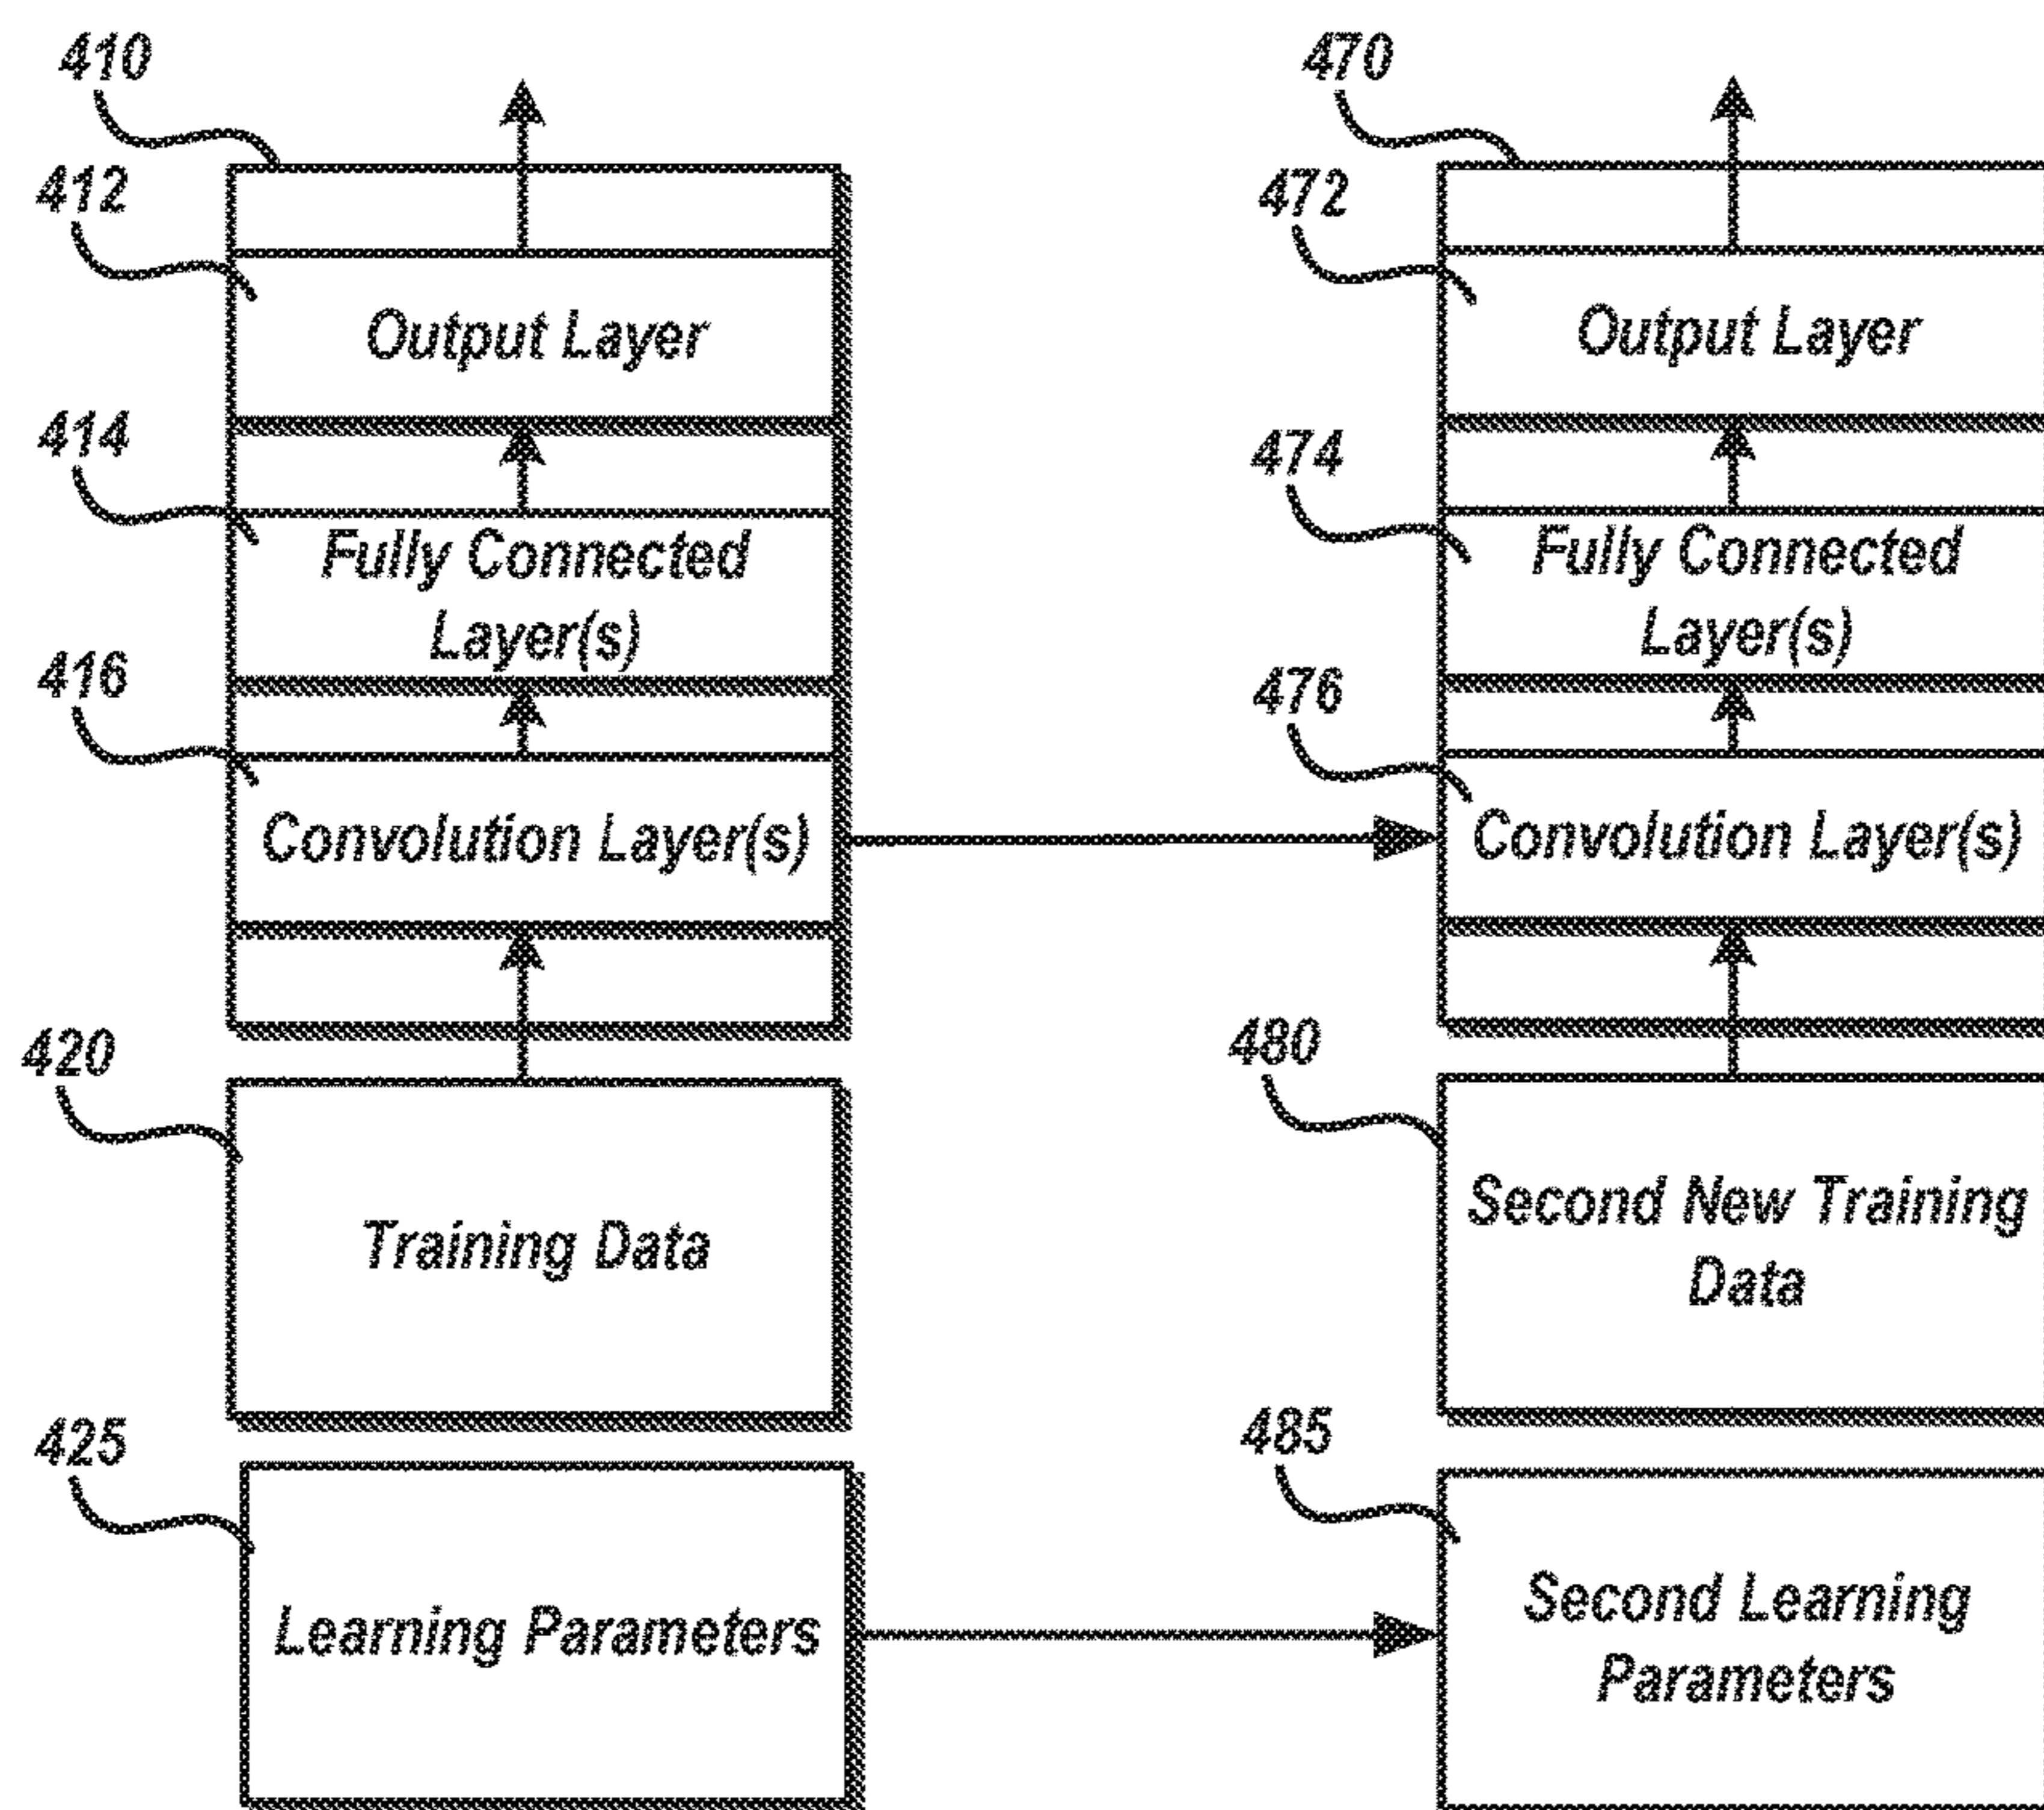 410
412
Output Layer
414
Fully Connected
Layer(s)
416
Convolution Layer(s)
420
Training Data
425
Learning Parameters
470
472
Output Layer
474
Fully Connected
Layer(s)
476
Convolution Layer(s)
480
Second New Training
Data
485
Second Learning
Parameters